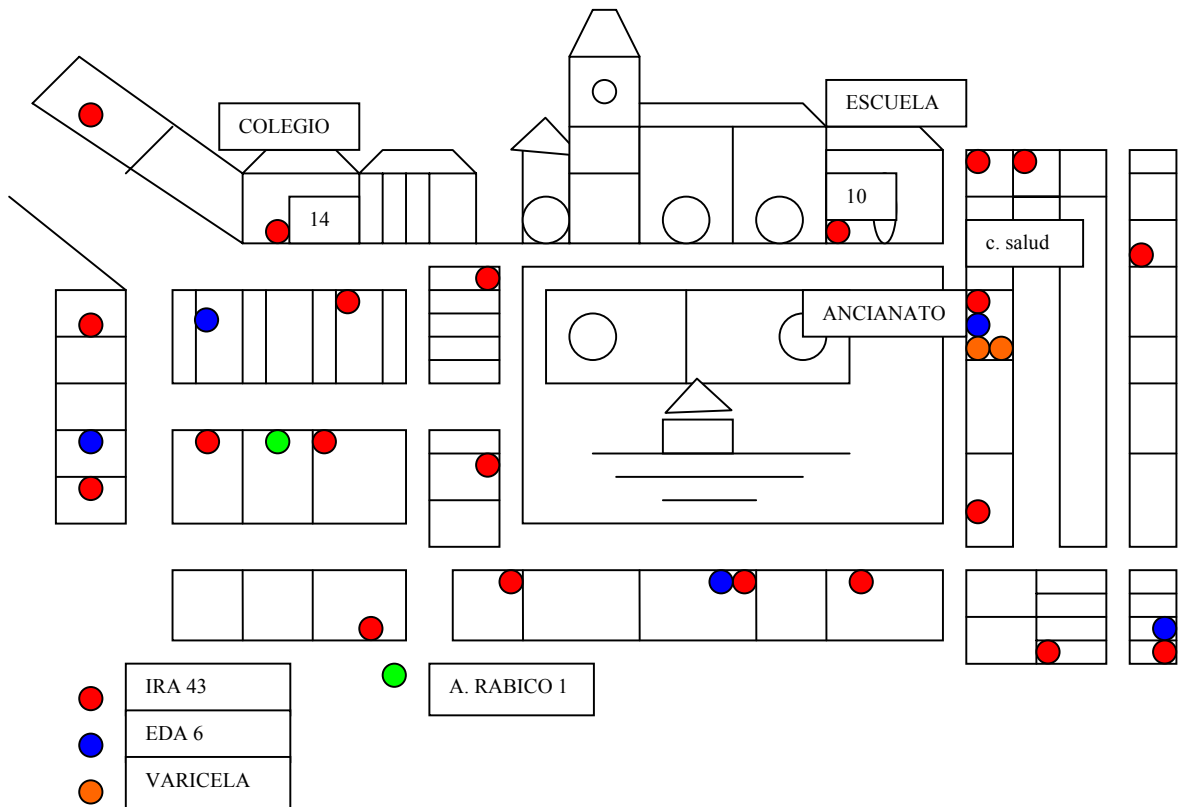 ESCUELA
COLEGIO
10
14
c. salud
ANCIANATO
IRA 43
A. RABICO 1
EDA 6
VARICELA